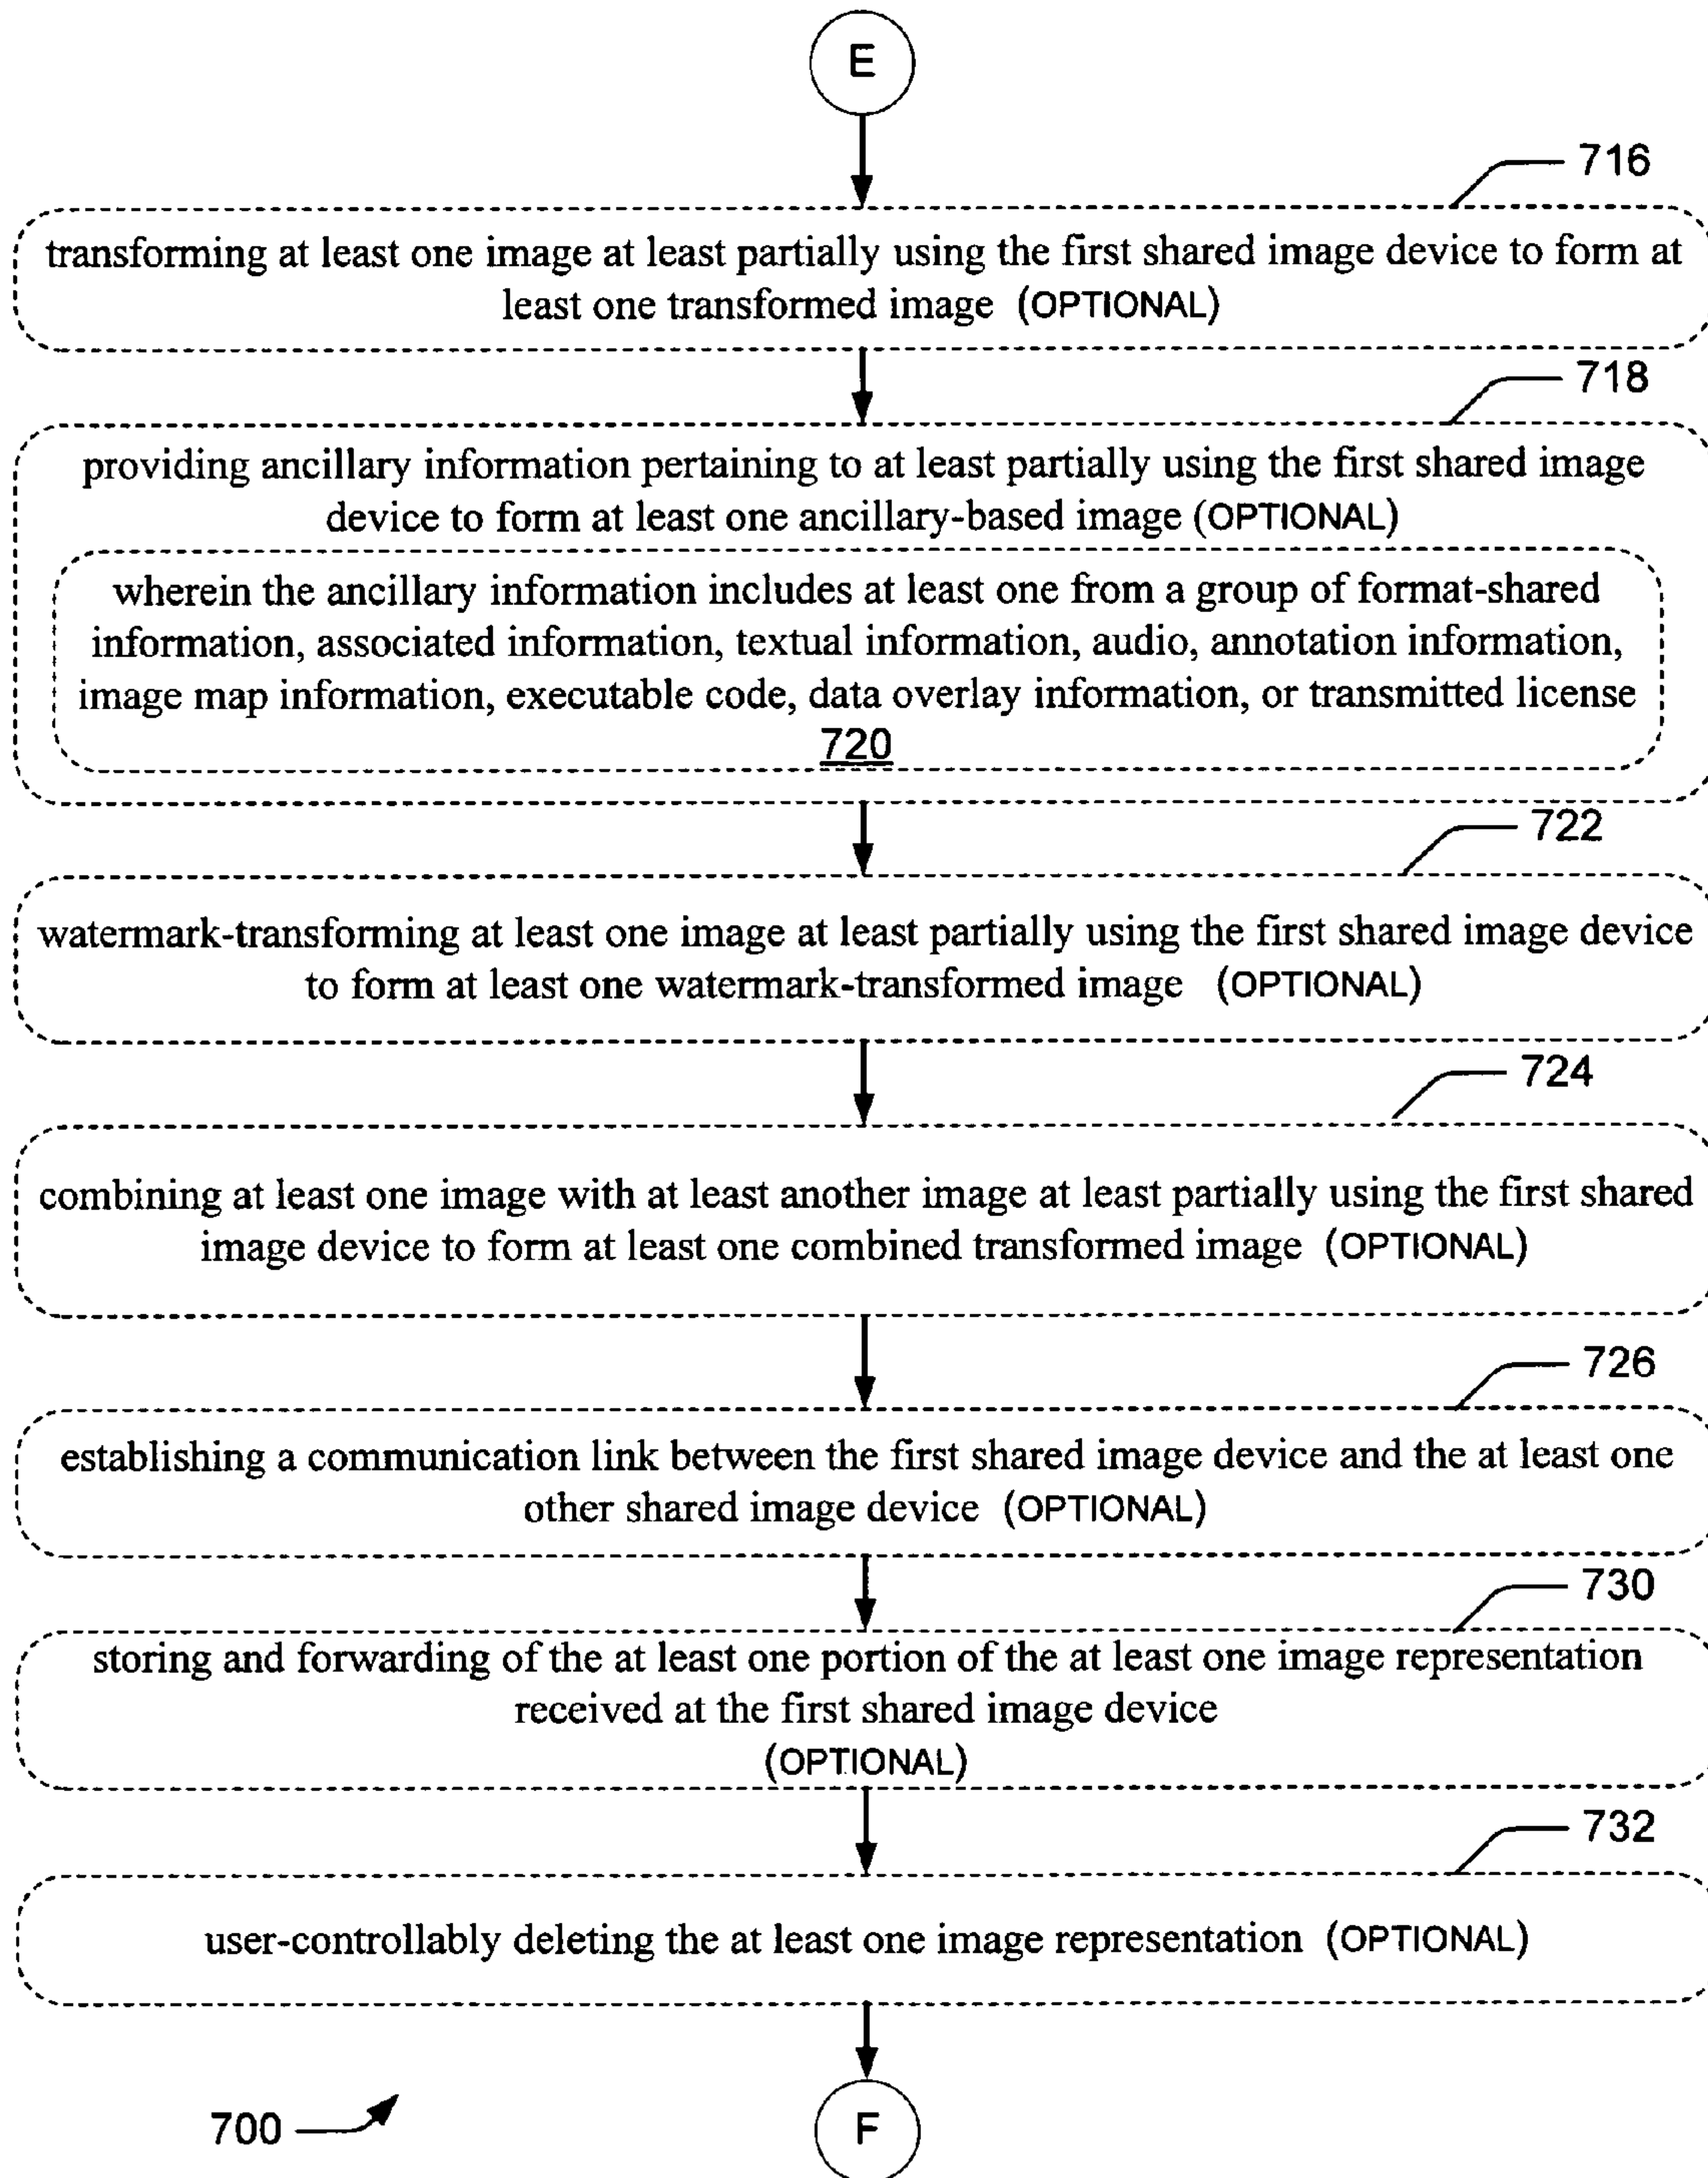 E
716
transforming at least one image at least partially using the first shared image device to form at
least one transformed image (OPTIONAL)
718
providing ancillary information pertaining to at least partially using the first shared image
device to form at least one ancillary-based image (OPTIONAL)
wherein the ancillary information includes at least one from a group of format-shared
information, associated information, textual information, audio, annotation information,
image map information, executable code, data overlay information, or transmitted license
720
722
watermark-transforming at least one image at least partially using the first shared image device
to form at least one watermark-transformed image (OPTIONAL)
724
combining at least one image with at least another image at least partially using the first shared
image device to form at least one combined transformed image (OPTIONAL)
726
establishing a communication link between the first shared image device and the at least one
other shared image device (OPTIONAL)
730
storing and forwarding of the at least one portion of the at least one image representation
received at the first shared image device
(OPTIONAL)
732
user-controllably deleting the at least one image representation (OPTIONAL)
700
F